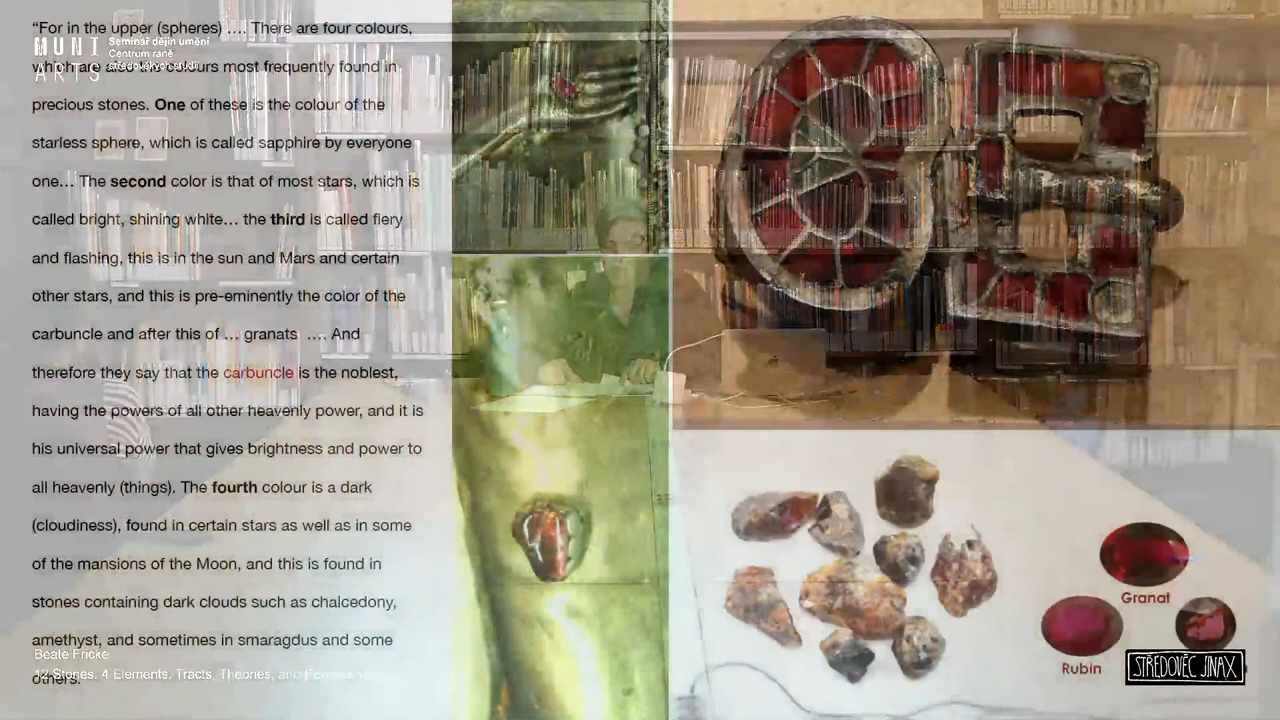 “For in the upper (spheres) …. There are four colours,
MUNI
ARTS
Seminář dějin umění
Centrum raně
středověkých studií
which are also the colours most frequently found in
precious stones. One of these is the colour of the
starless sphere, which is called sapphire by everyone
one… The second color is that of most stars, which is
called bright, shining white… the third is called fiery
and flashing, this is in the sun and Mars and certain
other stars, and this is pre-eminently the color of the
carbuncle and after this of … granats …. And
therefore they say that the carbuncle is the noblest,
having the powers of all other heavenly power, and it is
his universal power that gives brightness and power to
all heavenly (things). The fourth colour is a dark
(cloudiness), found in certain stars as well as in some
of the mansions of the Moon, and this is found in
stones containing dark clouds such as chalcedony,
amethyst, and sometimes in smaragdus and some
others.
Beate Fricke
12 Stones. 4 Elements. Tracts, Theories, and
Granat
Rubin
STŘEDOVĚC JINAX